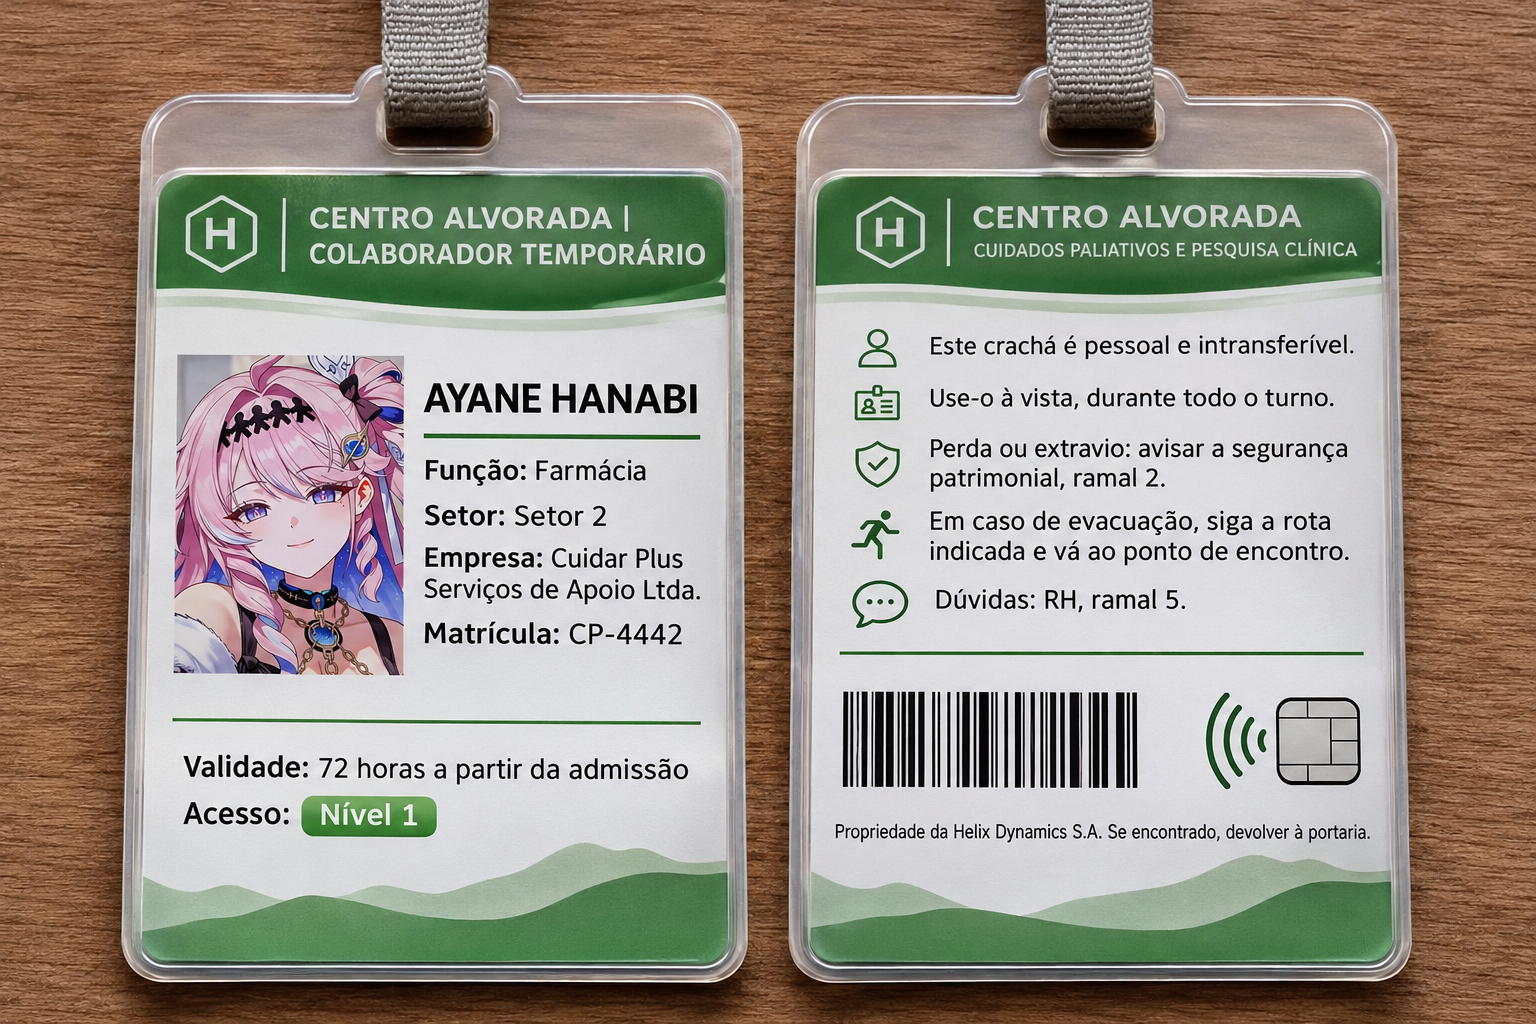 H
CENTRO ALVORADA |
COLABORADOR TEMPORÁRIO
AYANE HANABI
Função: Farmácia
Setor: Setor 2
Empresa: Cuidar Plus
Serviços de Apoio Ltda.
Matrícula: CP-4442
Validade: 72 horas a partir da admissão
Acesso: Nível 1
H
CENTRO ALVORADA
CUIDADOS PALIATIVOS E PESQUISA CLÍNICA
Este crachá é pessoal e intransferível.
Use-o à vista, durante todo o turno.
Perda ou extravio: avisar a segurança
patrimonial, ramal 2.
Em caso de evacuação, siga a rota
indicada e vá ao ponto de encontro.
Dúvidas: RH, ramal 5.
Propriedade da Helix Dynamics S.A. Se encontrado, devolver à portaria.